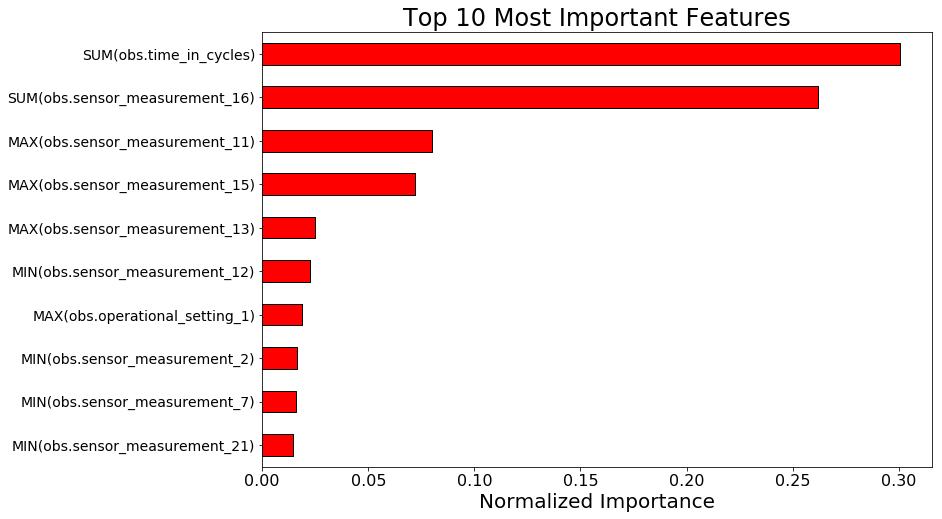 Top 10 Most Important Features
SUM(obs.time_in_cycles)
SUM(obs.sensor_measurement_16)
MAX(obs.sensor_measurement_11)
MAX(obs.sensor_measurement_15)
MAX(obs.sensor_measurement_13)
MIN(obs.sensor_measurement_12)
MAX(obs.operational_setting_1)
MIN(obs.sensor_measurement_2)
MIN(obs.sensor_measurement_7)
MIN(obs.sensor_measurement_21)
0.00 0.05 0.10 0.15 0.20 0.25 0.30
Normalized Importance